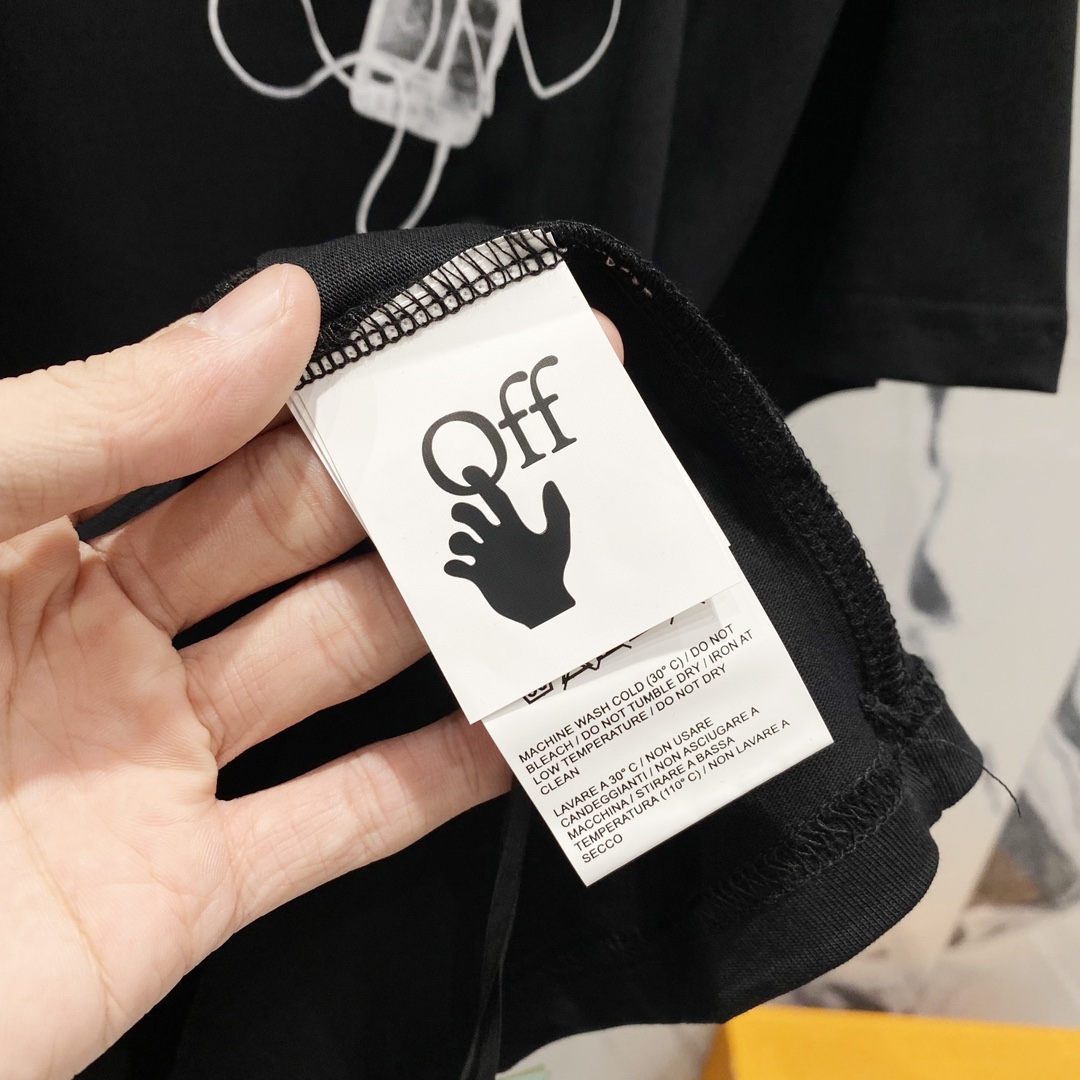 Off
MACHINE WASH COLD (30° C) / DO NOT
BLEACH / DO NOT TUMBLE DRY / IRON AT
LOW TEMPERATURE / DO NOT DRY
CLEAN
LAVARE A 30° C / NON USARE
CANDEGGIANTI / NON ASCIUGARE A
MACCHINA / STIRARE A BASSA
TEMPERATURA (110° C) / NON LAVARE A
SECCO